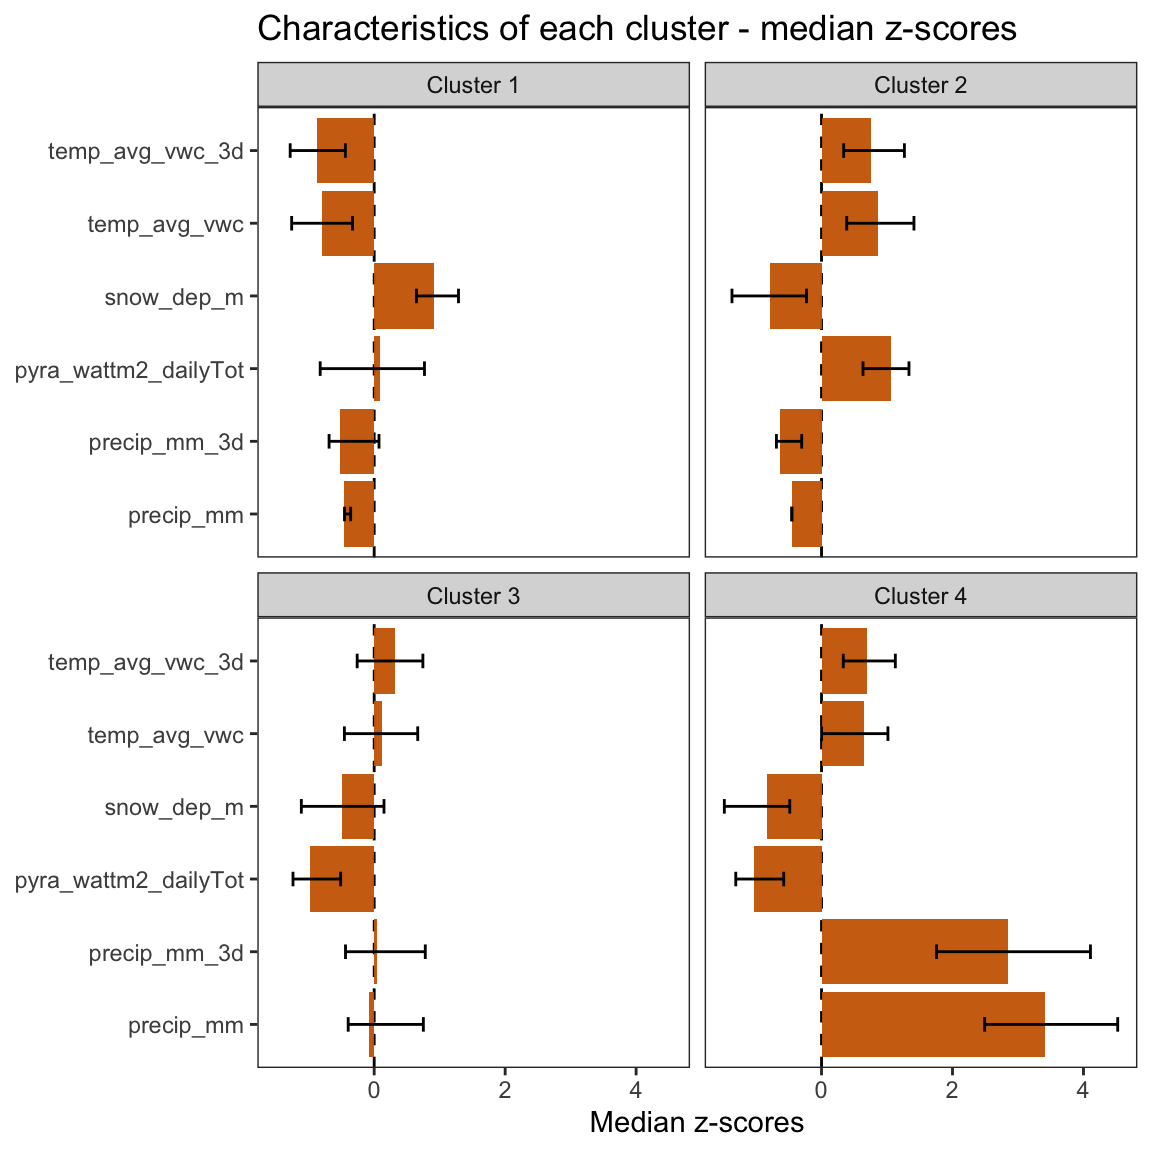 Characteristics of each cluster - median z-scores
Cluster 1
Cluster 2
temp_avg_vwc_3d
temp_avg_vwc
snow_dep_m
pyra_wattm2_dailyTot
precip_mm_3d
precip_mm
Cluster 3
Cluster 4
temp_avg_vwc_3d
temp_avg_vwc
snow_dep_m
pyra_wattm2_dailyTot
precip_mm_3d
precip_mm
0 2 4
0 2 4
Median z-scores